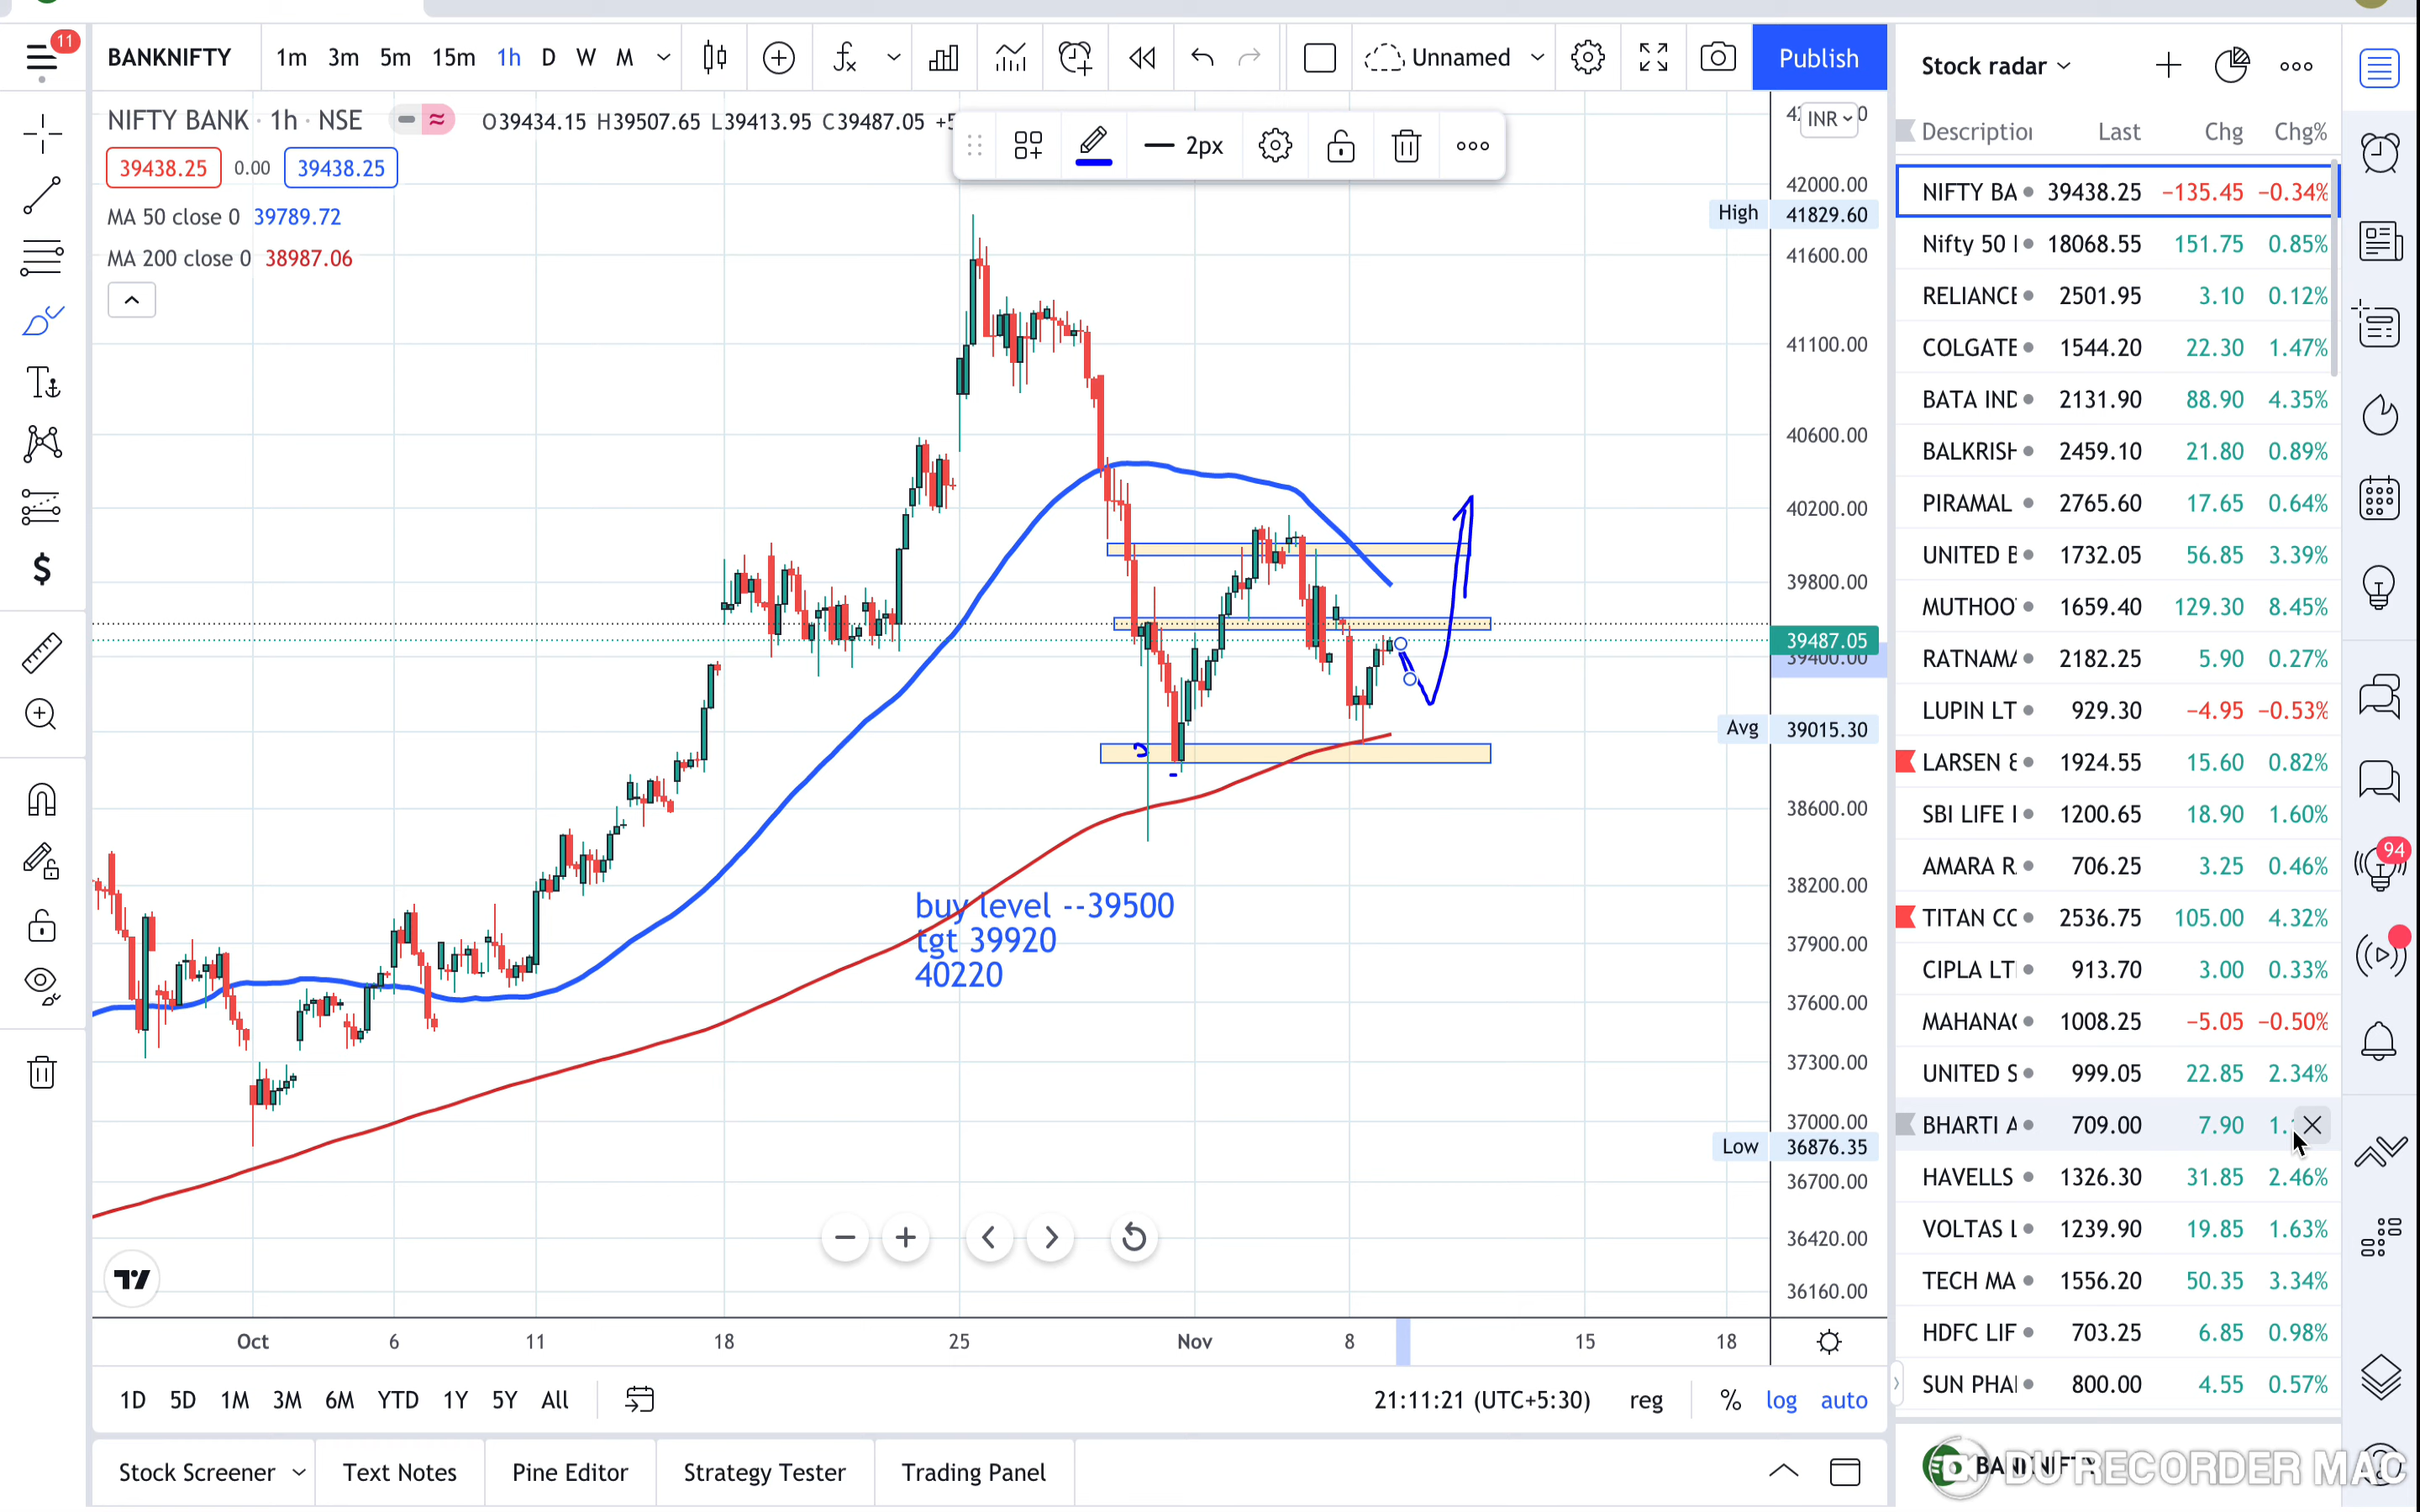 11
BANKNIFTY 1m 3m 5m 15m 1h D W M Unnamed Publish
NIFTY BANK · 1h · NSE O39434.15 H39507.65 L39413.95 C39487.05
39438.25 0.00 39438.25
MA 50 close 0 39789.72
MA 200 close 0 38987.06
2px
INR
42000.00
High 41829.60
41600.00
41100.00
40600.00
40200.00
39800.00
39487.05
39400.00
Avg 39015.30
38600.00
38200.00
37900.00
37600.00
37300.00
37000.00
Low 36876.35
36700.00
36420.00
36160.00
buy level --39500
tgt 39920
40220
Oct 6 11 18 25 Nov 8 15 18
1D 5D 1M 3M 6M YTD 1Y 5Y All 21:11:21 (UTC+5:30) reg % log auto
Stock Screener Text Notes Pine Editor Strategy Tester Trading Panel
Stock radar
Description Last Chg Chg%
NIFTY BA 39438.25 −135.45 −0.34%
Nifty 50 18068.55 151.75 0.85%
RELIANCE 2501.95 3.10 0.12%
COLGATE 1544.20 22.30 1.47%
BATA IND 2131.90 88.90 4.35%
BALKRISH 2459.10 21.80 0.89%
PIRAMAL 2765.60 17.65 0.64%
UNITED B 1732.05 56.85 3.39%
MUTHOO 1659.40 129.30 8.45%
RATNAMA 2182.25 5.90 0.27%
LUPIN LT 929.30 −4.95 −0.53%
LARSEN & 1924.55 15.60 0.82%
SBI LIFE I 1200.65 18.90 1.60%
AMARA R 706.25 3.25 0.46%
TITAN CO 2536.75 105.00 4.32%
CIPLA LT 913.70 3.00 0.33%
MAHANAG 1008.25 −5.05 −0.50%
UNITED S 999.05 22.85 2.34%
BHARTI A 709.00 7.90 1.
HAVELLS 1326.30 31.85 2.46%
VOLTAS L 1239.90 19.85 1.63%
TECH MA 1556.20 50.35 3.34%
HDFC LIF 703.25 6.85 0.98%
SUN PHA 800.00 4.55 0.57%
BANKNIFTY
DU RECORDER MAC
94